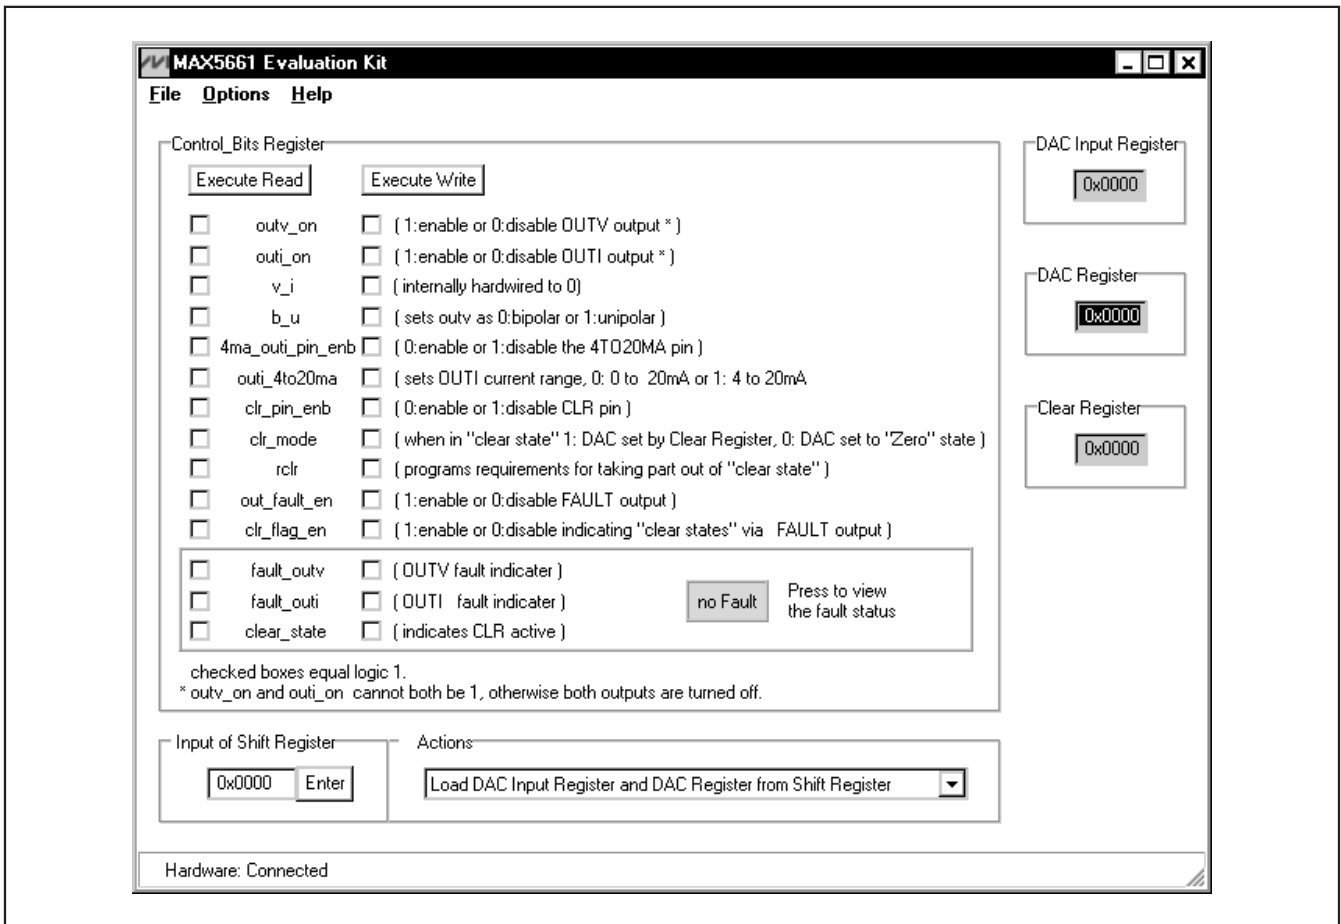 MAX5661 Evaluation Kit
File Options Help
Control_Bits Register
Execute Read Execute Write
outv_on ( 1:enable or 0:disable OUTV output * )
outi_on ( 1:enable or 0:disable OUTI output * )
v_i ( internally hardwired to 0)
b_u ( sets outv as 0:bipolar or 1:unipolar )
4ma_outi_pin_enb ( 0:enable or 1:disable the 4TO20MA pin )
outi_4to20ma ( sets OUTI current range, 0: 0 to 20mA or 1: 4 to 20mA
clr_pin_enb ( 0:enable or 1:disable CLR pin )
clr_mode ( when in "clear state" 1: DAC set by Clear Register, 0: DAC set to "Zero" state )
rclr ( programs requirements for taking part out of "clear state" )
out_fault_en ( 1:enable or 0:disable FAULT output )
clr_flag_en ( 1:enable or 0:disable indicating "clear states" via FAULT output )
fault_outv ( OUTV fault indicater )
fault_outi ( OUTI fault indicater )
clear_state ( indicates CLR active )
no Fault
Press to view
the fault status
checked boxes equal logic 1.
* outv_on and outi_on cannot both be 1, otherwise both outputs are turned off.
DAC Input Register
0x0000
DAC Register
0x0000
Clear Register
0x0000
Input of Shift Register
0x0000 Enter
Actions
Load DAC Input Register and DAC Register from Shift Register
Hardware: Connected